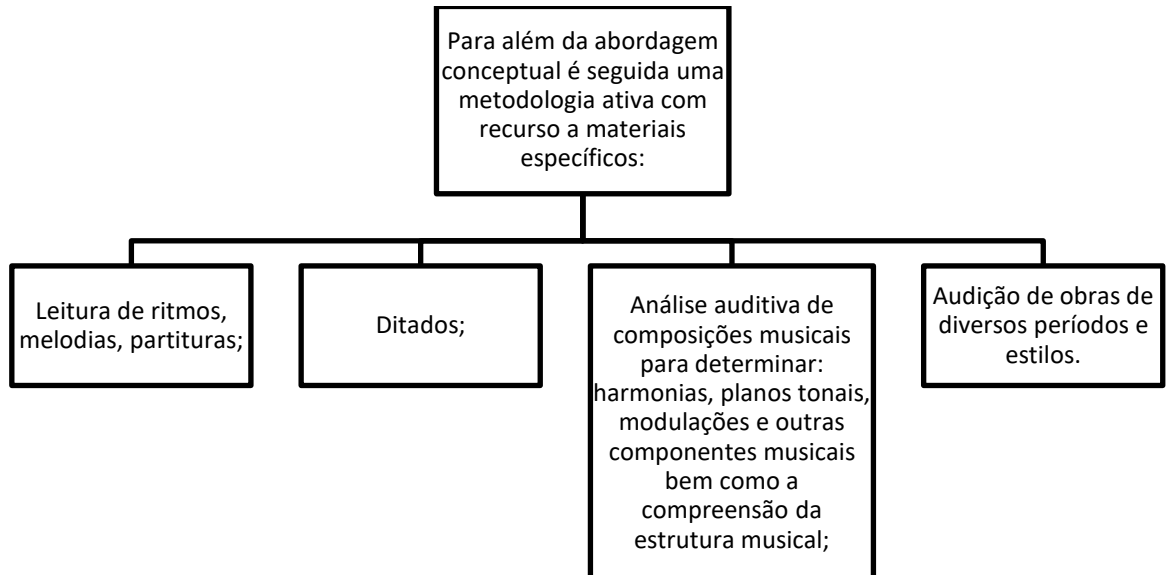 Para além da abordagem
conceptual é seguida uma
metodologia ativa com
recurso a materiais
específicos:
Leitura de ritmos,
melodias, partituras;
Ditados;
Análise auditiva de
composições musicais
para determinar:
harmonias, planos tonais,
modulações e outras
componentes musicais
bem como a
compreensão da
estrutura musical;
Audição de obras de
diversos períodos e
estilos.